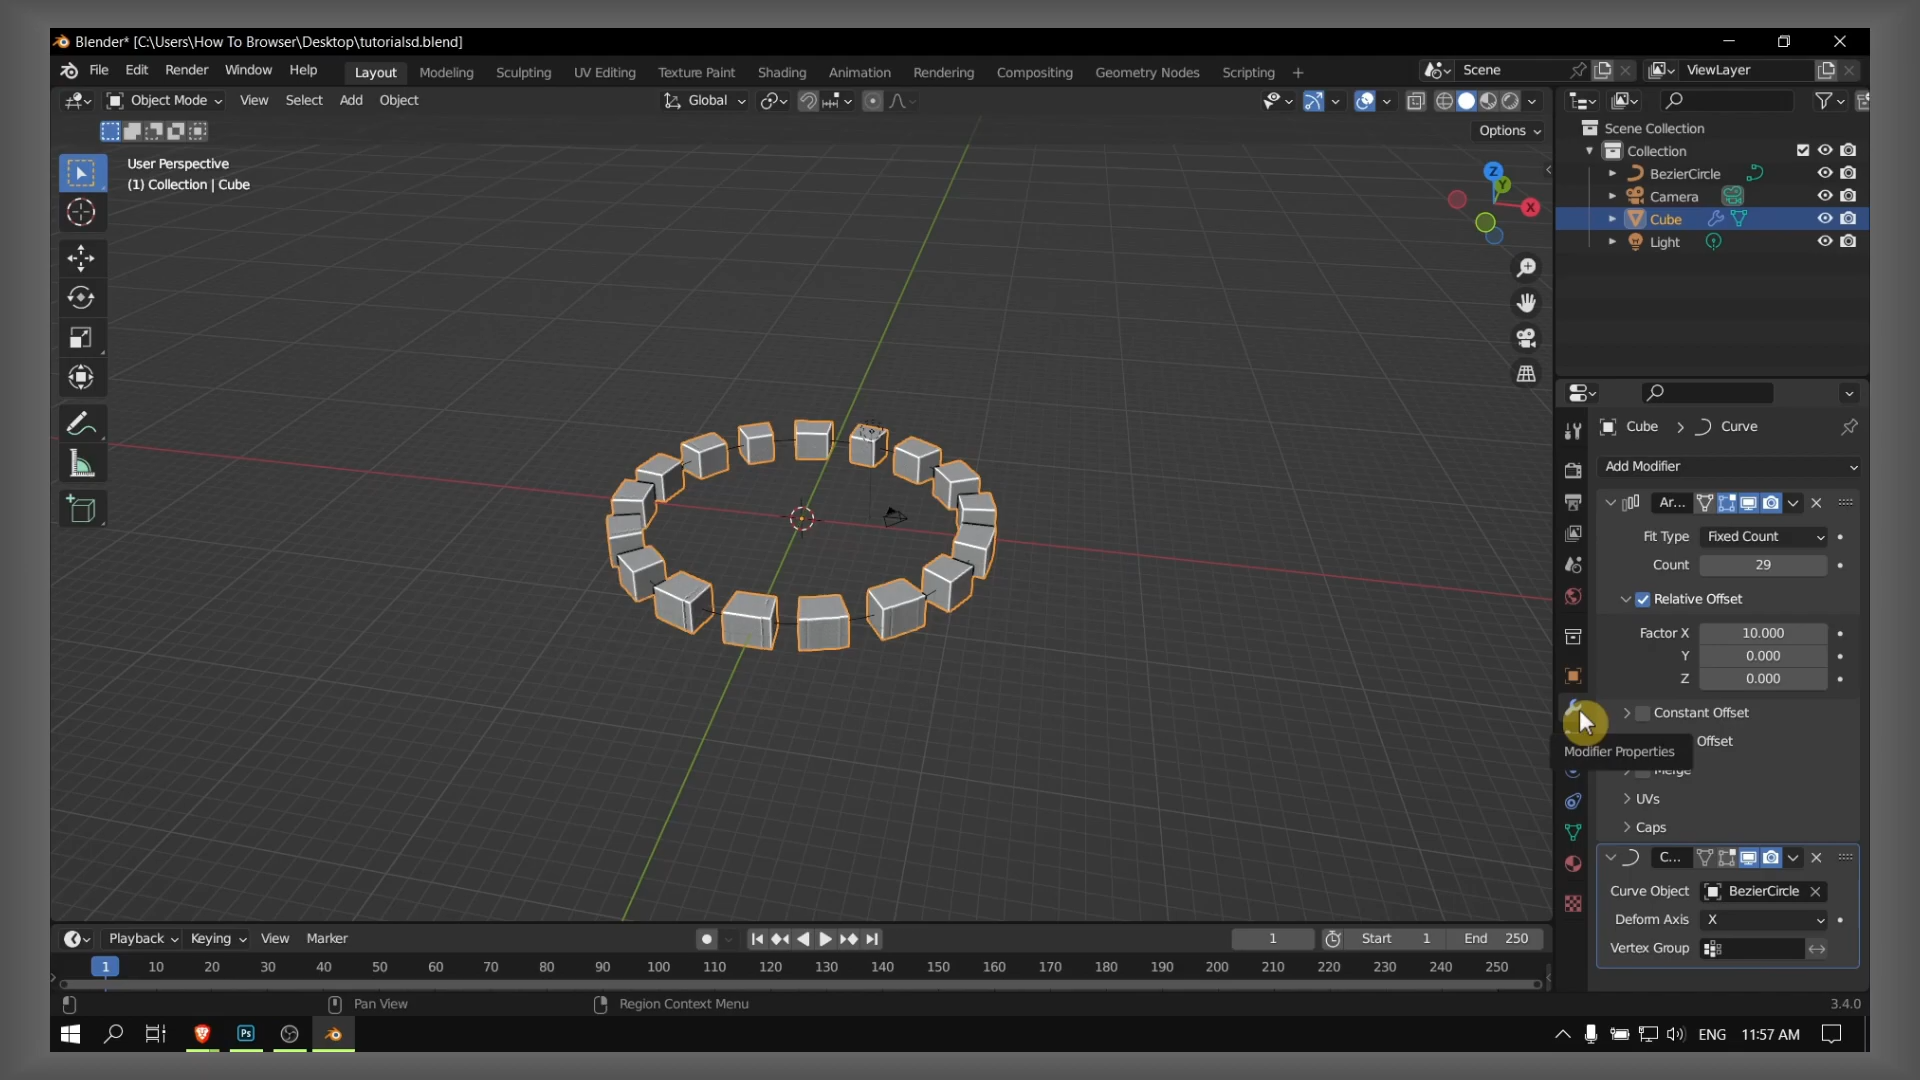 Blender* [C:\Users\How To Browser\Desktop\tutorialsd.blend]
File Edit Render Window Help Layout Modeling Sculpting UV Editing Texture Paint Shading Animation Rendering Compositing Geometry Nodes Scripting + Scene ViewLayer
Object Mode View Select Add Object Global
Options
User Perspective
(1) Collection | Cube
Z
Y
X
Scene Collection
Collection
BezierCircle
Camera
Cube
Light
Cube > Curve
Add Modifier
Ar...
Fit Type Fixed Count
Count 29
Relative Offset
Factor X 10.000
Y 0.000
Z 0.000
Constant Offset
Offset
Modifier Properties
Merge
UVs
Caps
C...
Curve Object BezierCircle
Deform Axis X
Vertex Group
Playback Keying View Marker 1 Start 1 End 250
1 10 20 30 40 50 60 70 80 90 100 110 120 130 140 150 160 170 180 190 200 210 220 230 240 250
Pan View Region Context Menu 3.4.0
Ps ENG 11:57 AM